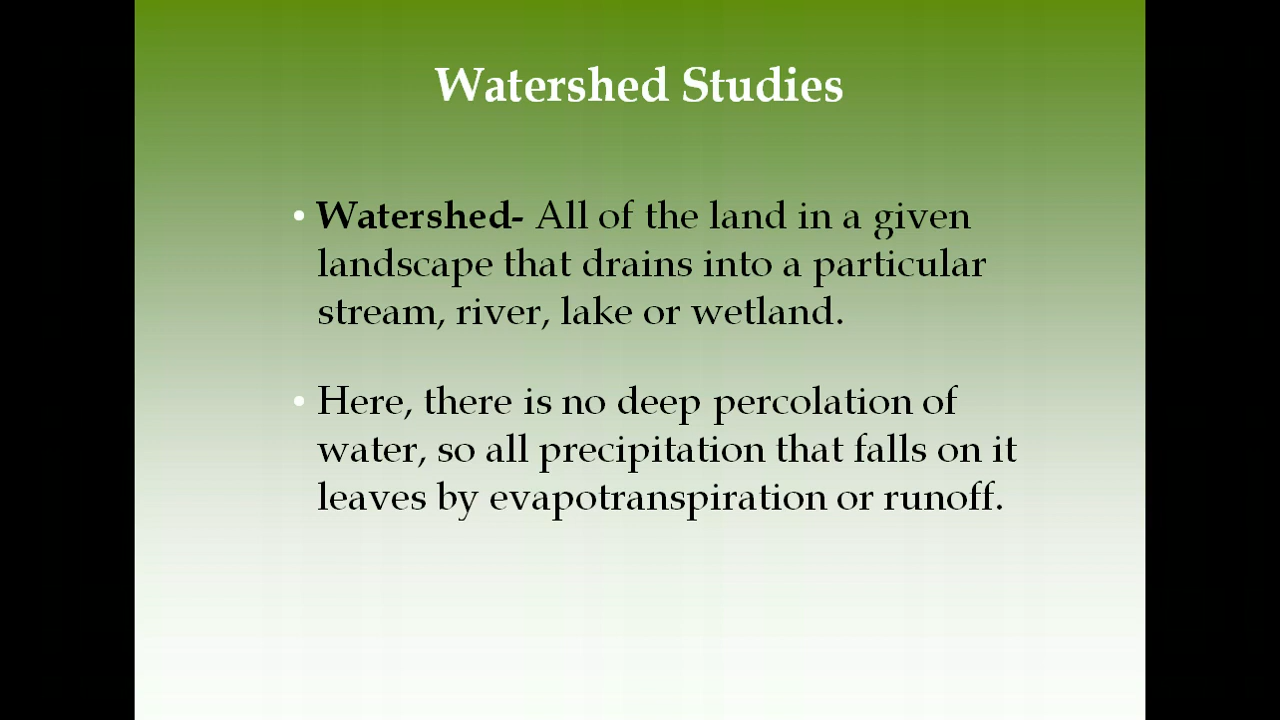 Watershed Studies
• Watershed- All of the land in a given
landscape that drains into a particular
stream, river, lake or wetland.
• Here, there is no deep percolation of
water, so all precipitation that falls on it
leaves by evapotranspiration or runoff.